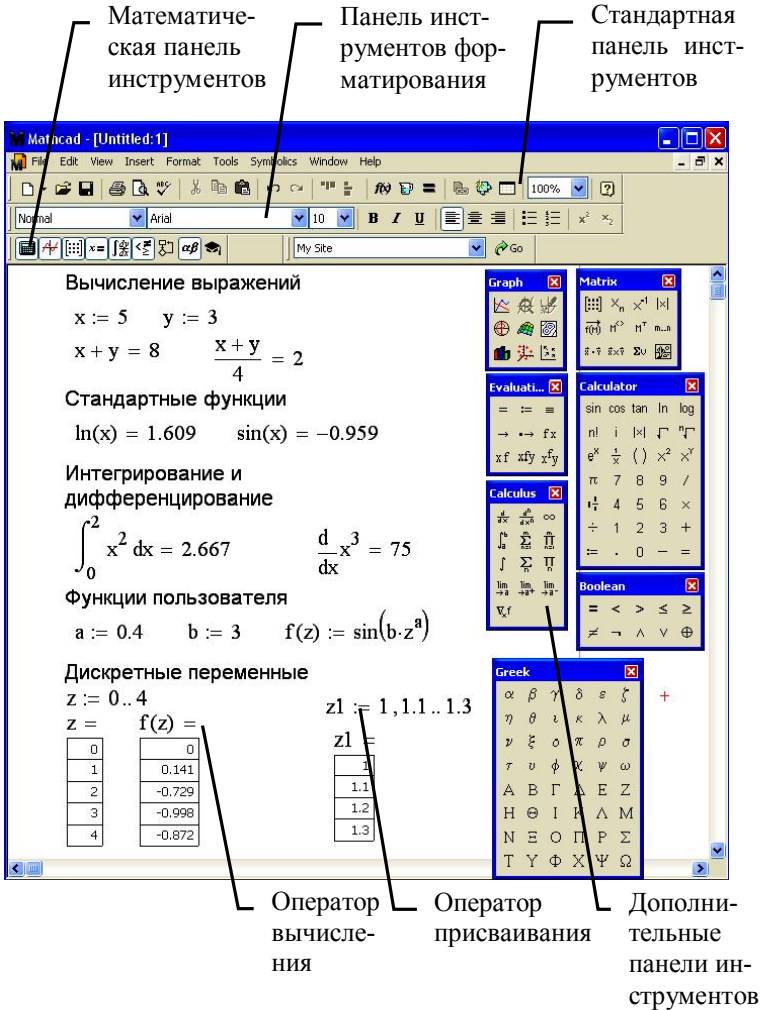 Математиче-
ская панель
инструментов
Панель инст-
рументов фор-
матирования
Стандартная
панель инст-
рументов
Mathcad - [Untitled:1]
File Edit View Insert Format Tools Symbolics Window Help
100%
Normal Arial 10 B I U x² x₂
My Site Go
Вычисление выражений
x := 5 y := 3
x + y = 8 (x + y)/4 = 2
Стандартные функции
ln(x) = 1.609 sin(x) = −0.959
Интегрирование и
дифференцирование
∫₀² x² dx = 2.667 d/dx x³ = 75
Функции пользователя
a := 0.4 b := 3 f(z) := sin(b·z^a)
Дискретные переменные
z := 0 .. 4
z1 := 1 , 1.1 .. 1.3
z = f(z) =
z1 =
0 0
1 0.141
2 -0.729
3 -0.998
4 -0.872
1
1.1
1.2
1.3
Graph
Matrix
Evaluati...
= := ≡
→ •→ f x
x f xfy x^f y
Calculator
sin cos tan ln log
n! i |×| √ ⁿ√
e^x 1/x ( ) ×² ×^Y
π 7 8 9 /
4 5 6 ×
÷ 1 2 3 +
:= . 0 − =
Calculus
Boolean
= < > ≤ ≥
≠ ¬ ∧ ∨ ⊕
Greek
α β γ δ ε ζ
η θ ι κ λ μ
ν ξ ο π ρ σ
τ υ ϕ χ ψ ω
Α Β Γ Δ Ε Ζ
Η Θ Ι Κ Λ Μ
Ν Ξ Ο Π Ρ Σ
Τ Υ Φ Χ Ψ Ω
+
Оператор
вычисле-
ния
Оператор
присваивания
Дополни-
тельные
панели ин-
струментов